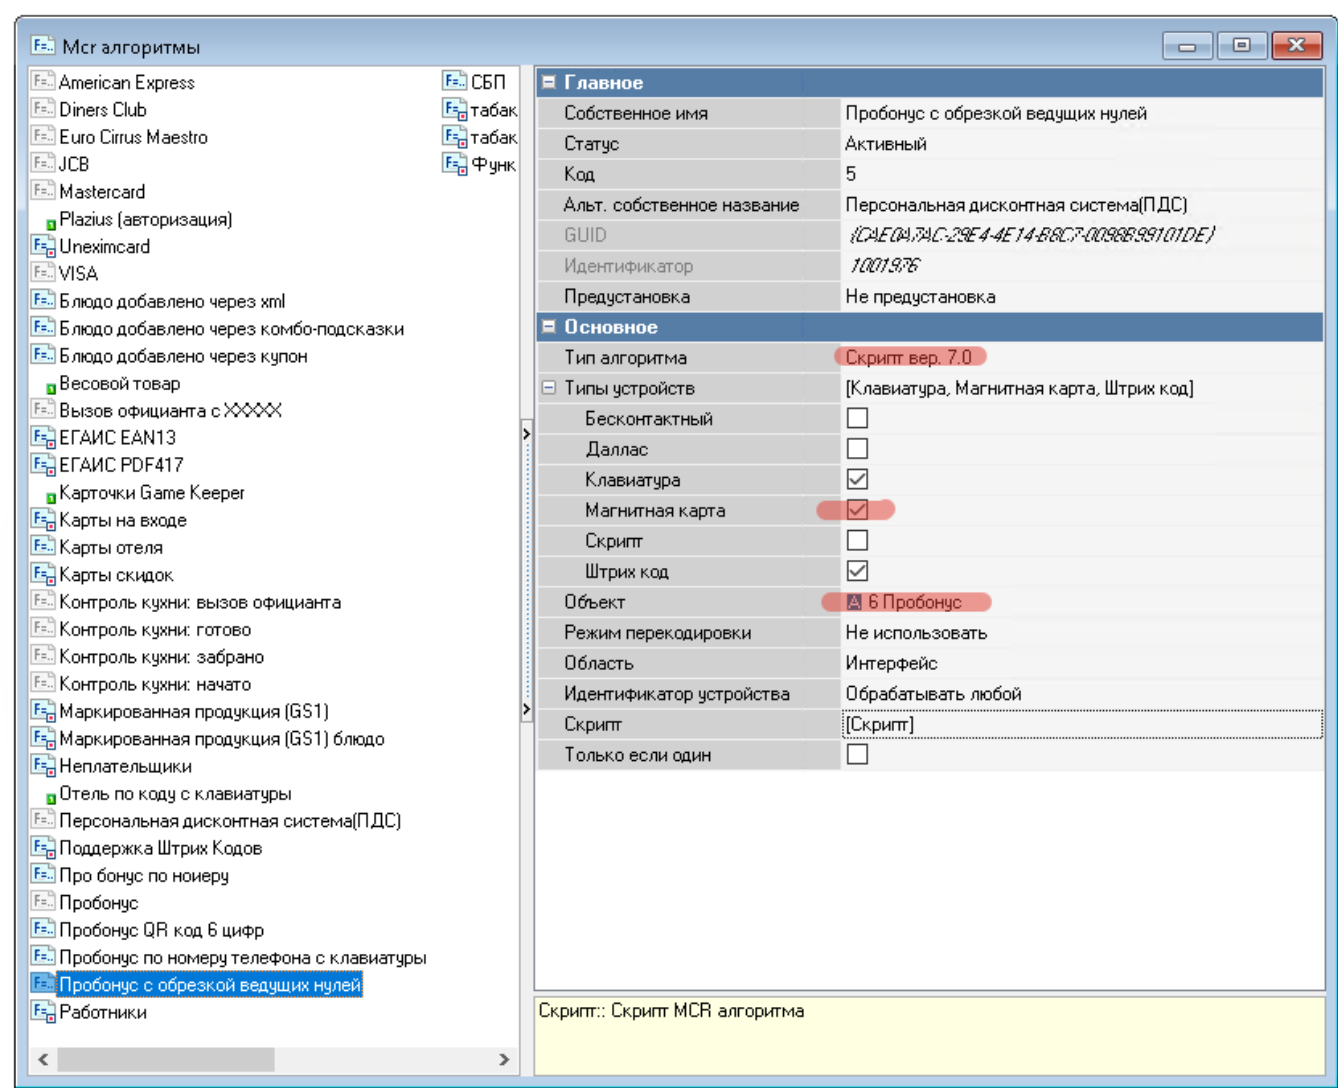 Mcr алгоритмы
American Express
Diners Club
Euro Cirrus Maestro
JCB
Mastercard
Plazius (авторизация)
Uneximcard
VISA
Блюдо добавлено через xml
Блюдо добавлено через комбо-подсказки
Блюдо добавлено через купон
Весовой товар
Вызов официанта с XXXXX
ЕГАИС EAN13
ЕГАИС PDF417
Карточки Game Keeper
Карты на входе
Карты отеля
Карты скидок
Контроль кухни: вызов официанта
Контроль кухни: готово
Контроль кухни: забрано
Контроль кухни: начато
Маркированная продукция (GS1)
Маркированная продукция (GS1) блюдо
Неплательщики
Отель по коду с клавиатуры
Персональная дисконтная система(ПДС)
Поддержка Штрих Кодов
Про бонус по ноиеру
Пробонус
Пробонус QR код 6 цифр
Пробонус по номеру телефона с клавиатуры
Пробонус с обрезкой ведущих нулей
Работники
СБП
табак
табак
Функ
Главное
Собственное имя Пробонус с обрезкой ведущих нулей
Статус Активный
Код 5
Альт. собственное название Персональная дисконтная система(ПДС)
GUID {CAE0A7AC-29E4-4E14-B8C7-0098B99101DE}
Идентификатор 1001976
Предустановка Не предустановка
Основное
Тип алгоритма Скрипт вер. 7.0
Типы устройств [Клавиатура, Магнитная карта, Штрих код]
Бесконтактный
Даллас
Клавиатура
Магнитная карта
Скрипт
Штрих код
Объект A 6 Пробонус
Режим перекодировки Не использовать
Область Интерфейс
Идентификатор устройства Обрабатывать любой
Скрипт [Скрипт]
Только если один
Скрипт:: Скрипт MCR алгоритма